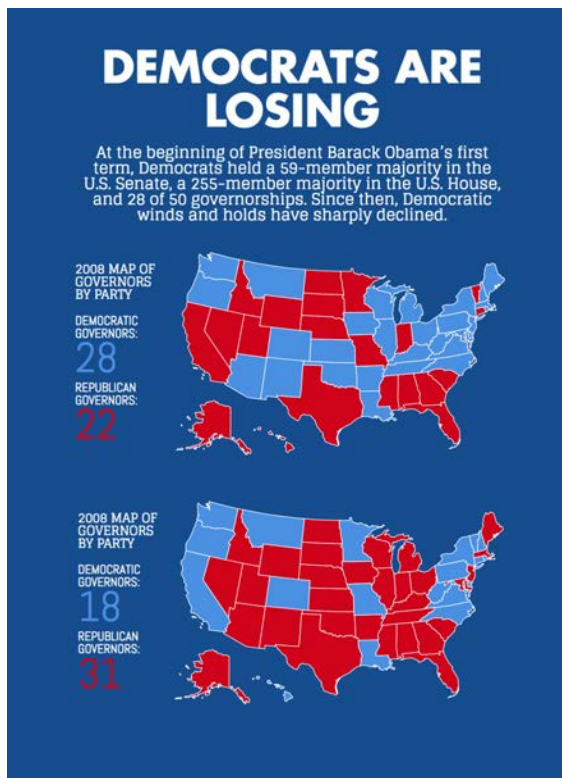 DEMOCRATS ARE
LOSING
At the beginning of President Barack Obama's first
term, Democrats held a 59-member majority in the
U.S. Senate, a 255-member majority in the U.S. House,
and 28 of 50 governorships. Since then, Democratic
winds and holds have sharply declined.
2008 MAP OF
GOVERNORS
BY PARTY
DEMOCRATIC
GOVERNORS:
28
REPUBLICAN
GOVERNORS:
22
2008 MAP OF
GOVERNORS
BY PARTY
DEMOCRATIC
GOVERNORS:
18
REPUBLICAN
GOVERNORS:
31